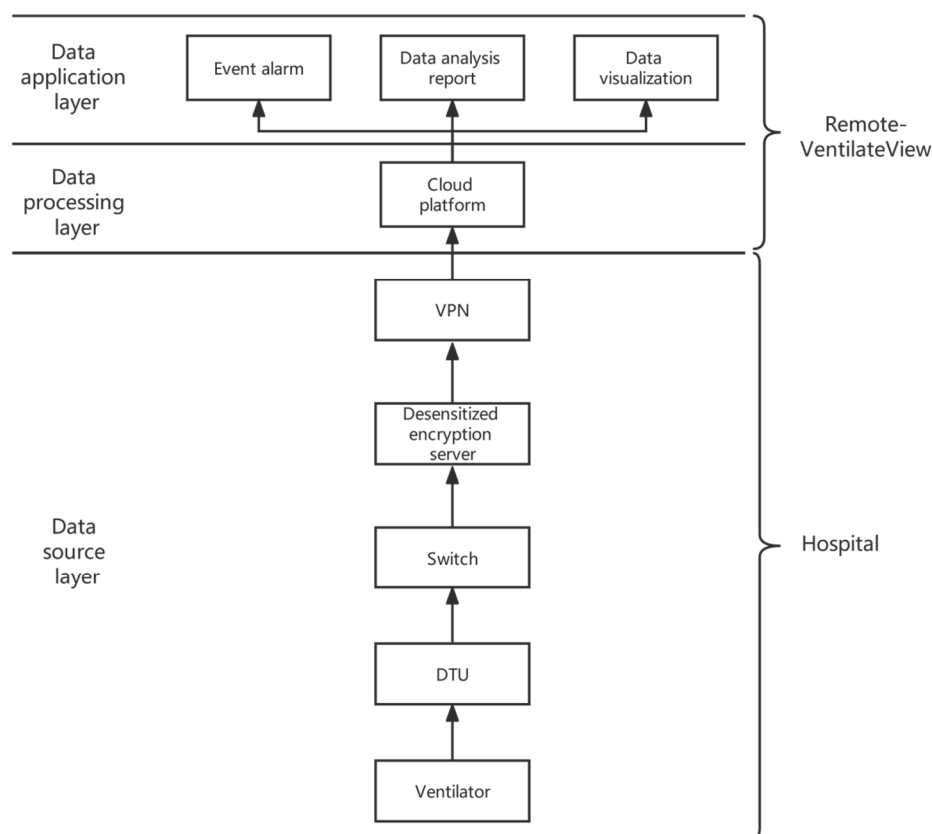 Data
application
layer
Event alarm
Data analysis
report
Data
visualization
Remote-
VentilateView
Data
processing
layer
Cloud
platform
VPN
Desensitized
encryption
server
Data
source
layer
Switch
Hospital
DTU
Ventilator